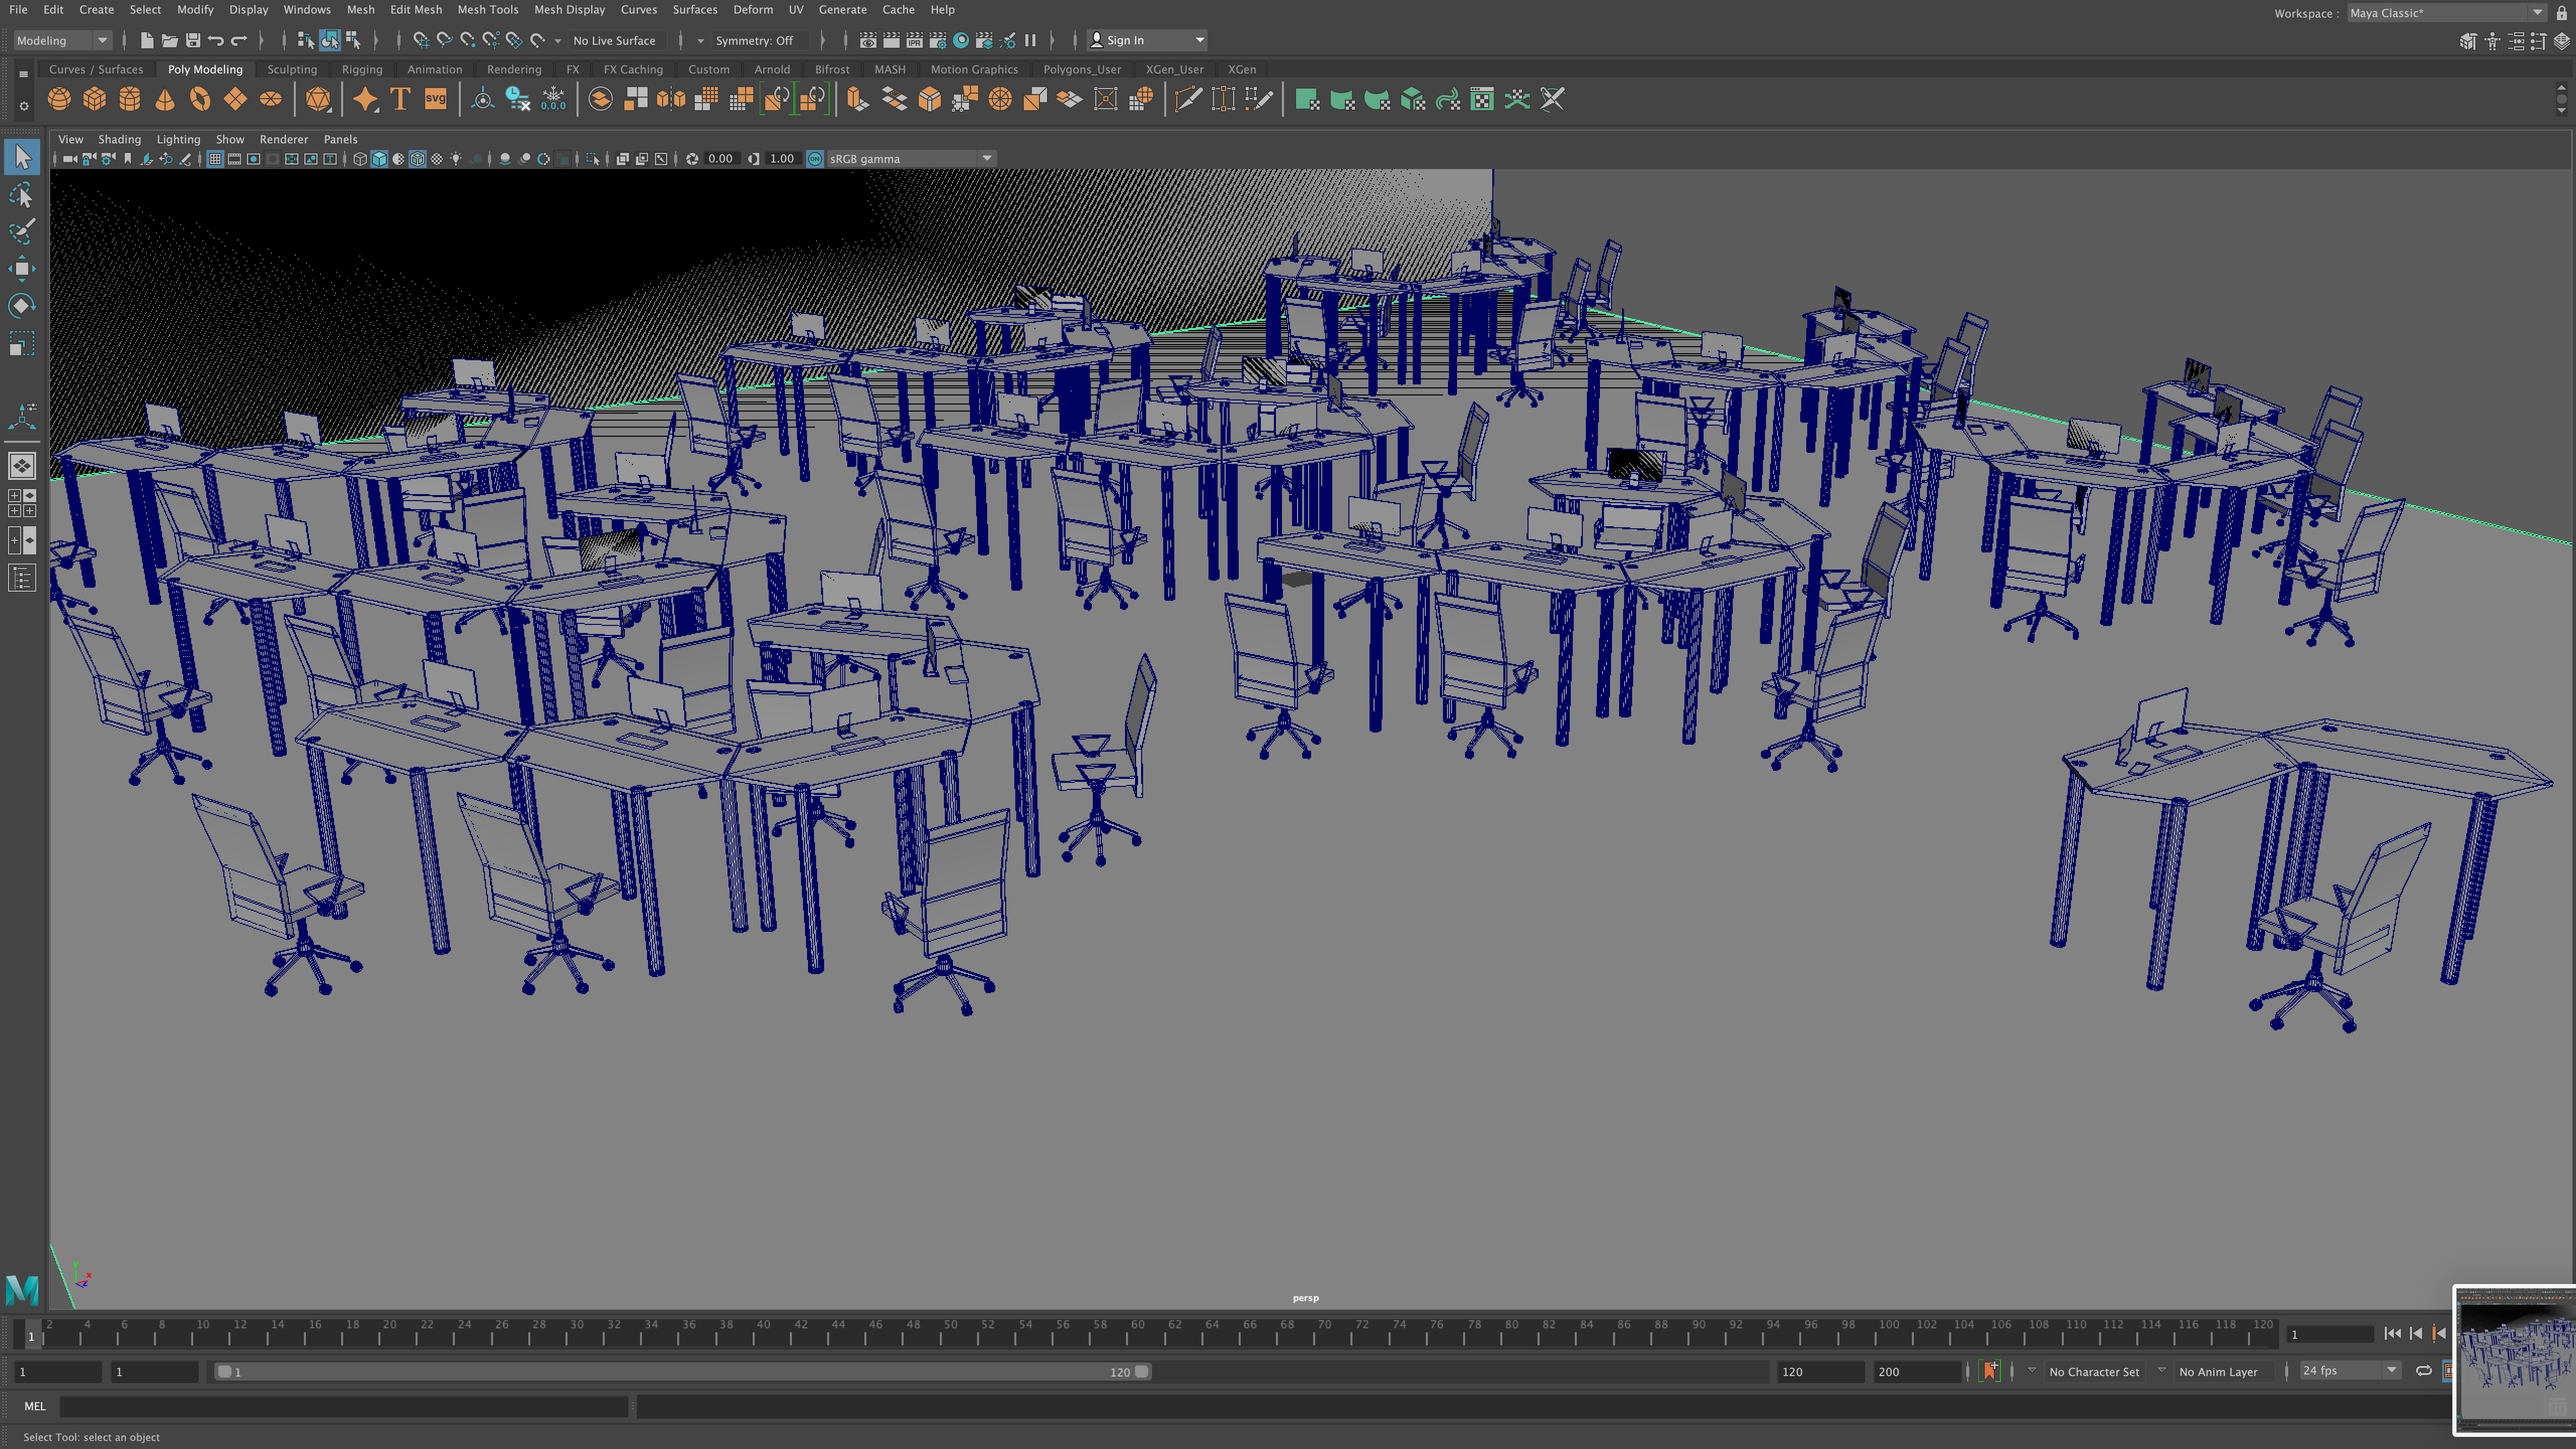 File Edit Create Select Modify Display Windows Mesh Edit Mesh Mesh Tools Mesh Display Curves Surfaces Deform UV Generate Cache Help Workspace : Maya Classic*
Modeling No Live Surface Symmetry: Off IPR Sign In
Curves / Surfaces Poly Modeling Sculpting Rigging Animation Rendering FX FX Caching Custom Arnold Bifrost MASH Motion Graphics Polygons_User XGen_User XGen
T svg 0,0,0
View Shading Lighting Show Renderer Panels
0.00 1.00 ON sRGB gamma
Y X Z
persp
M
1 2 4 6 8 10 12 14 16 18 20 22 24 26 28 30 32 34 36 38 40 42 44 46 48 50 52 54 56 58 60 62 64 66 68 70 72 74 76 78 80 82 84 86 88 90 92 94 96 98 100 102 104 106 108 110 112 114 116 118 120 1
1 1 1 120 120 200 No Character Set No Anim Layer 24 fps
MEL
Select Tool: select an object